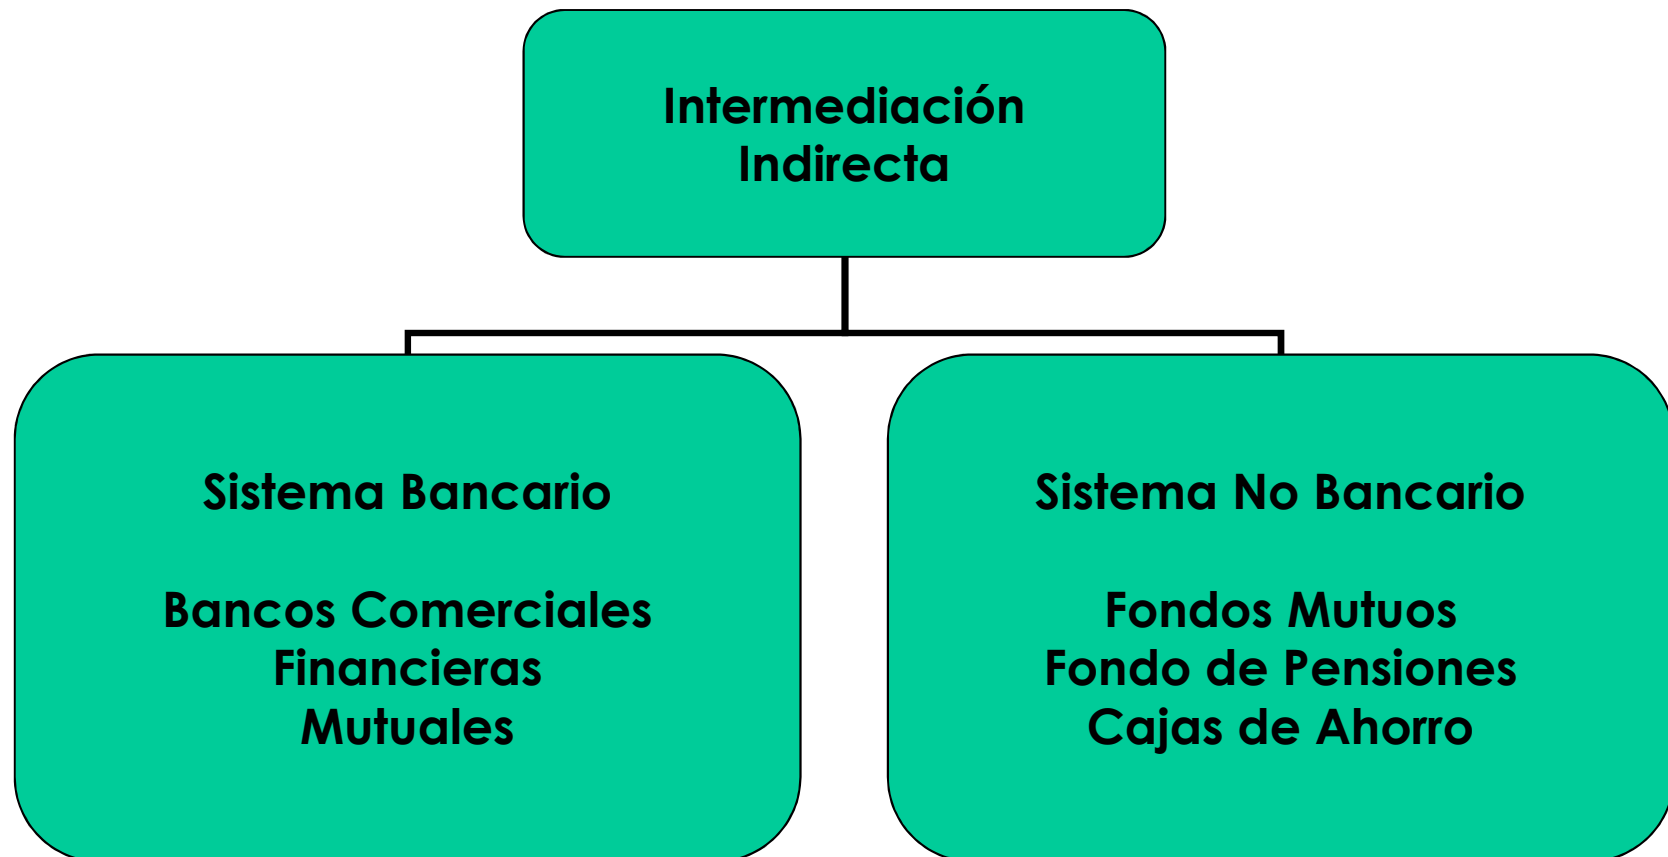 Intermediación
Indirecta
Sistema Bancario
Bancos Comerciales
Financieras
Mutuales
Sistema No Bancario
Fondos Mutuos
Fondo de Pensiones
Cajas de Ahorro